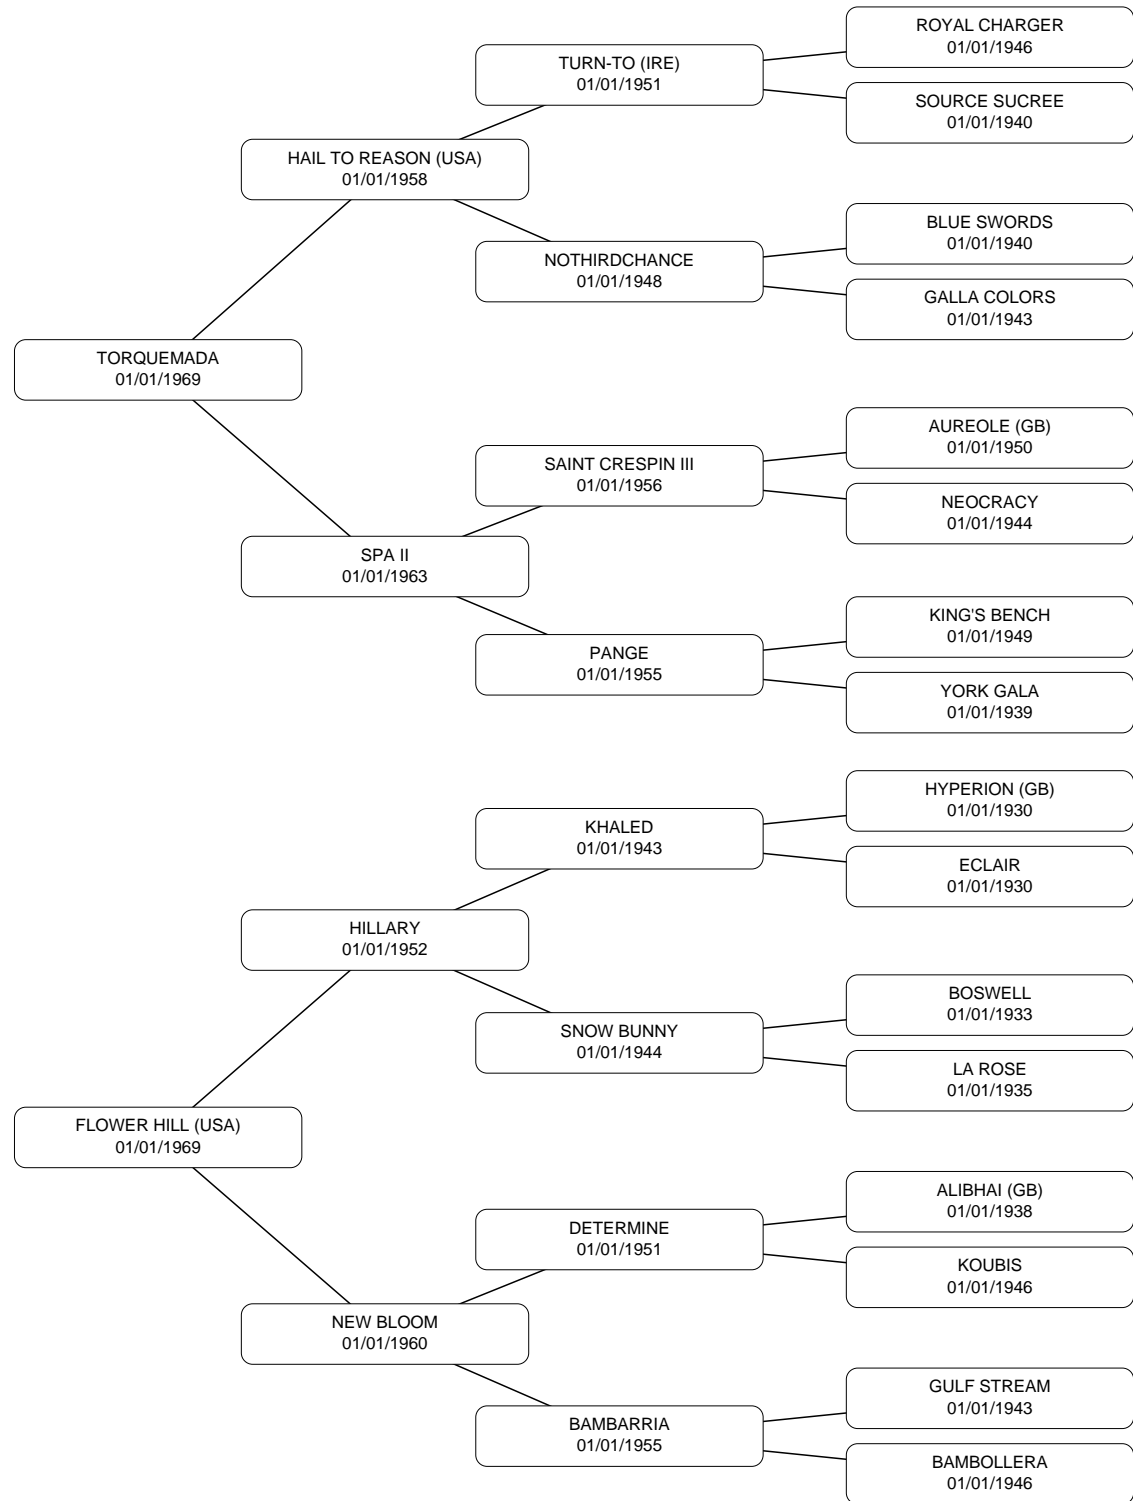 ROYAL CHARGER
01/01/1946
TURN-TO (IRE)
01/01/1951
SOURCE SUCREE
01/01/1940
HAIL TO REASON (USA)
01/01/1958
BLUE SWORDS
01/01/1940
NOTHIRDCHANCE
01/01/1948
GALLA COLORS
01/01/1943
TORQUEMADA
01/01/1969
AUREOLE (GB)
01/01/1950
SAINT CRESPIN III
01/01/1956
NEOCRACY
01/01/1944
SPA II
01/01/1963
KING'S BENCH
01/01/1949
PANGE
01/01/1955
YORK GALA
01/01/1939
HYPERION (GB)
01/01/1930
KHALED
01/01/1943
ECLAIR
01/01/1930
HILLARY
01/01/1952
BOSWELL
01/01/1933
SNOW BUNNY
01/01/1944
LA ROSE
01/01/1935
FLOWER HILL (USA)
01/01/1969
ALIBHAI (GB)
01/01/1938
DETERMINE
01/01/1951
KOUBIS
01/01/1946
NEW BLOOM
01/01/1960
GULF STREAM
01/01/1943
BAMBARRIA
01/01/1955
BAMBOLLERA
01/01/1946